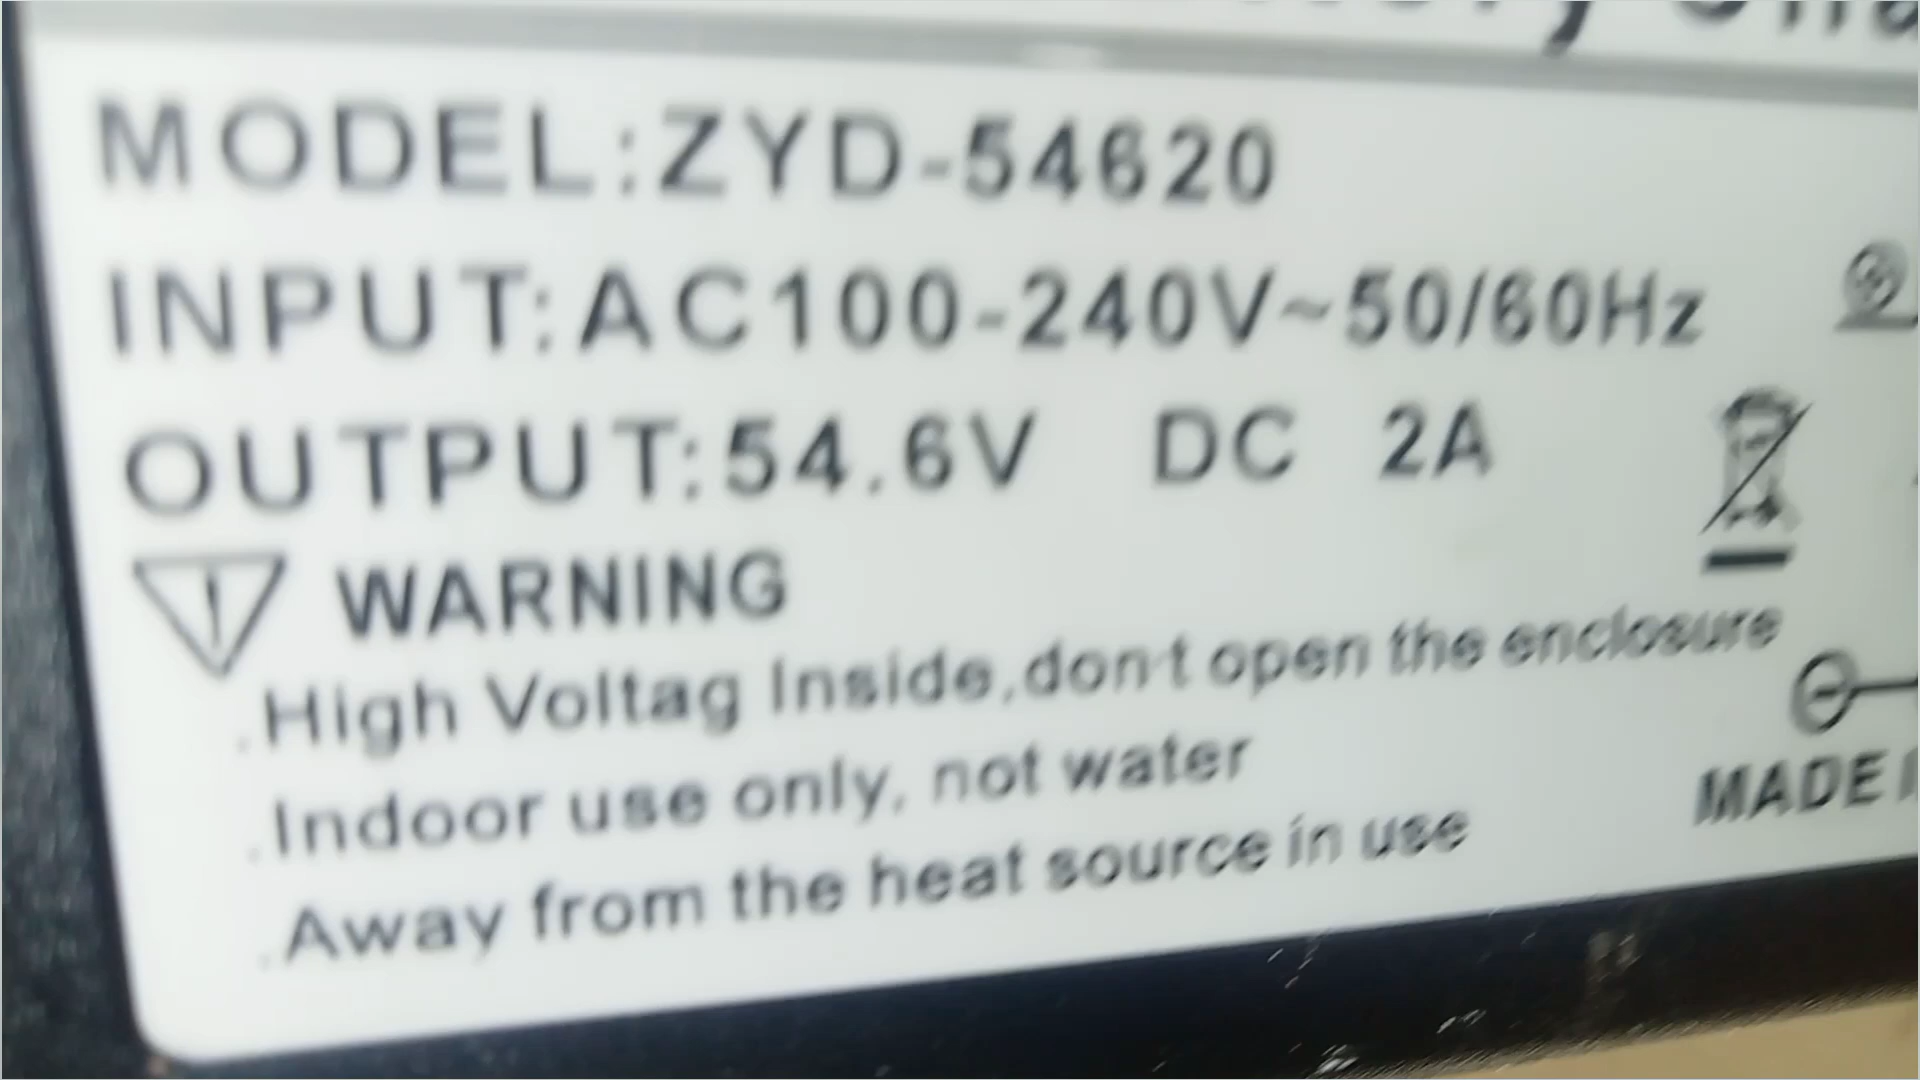 MODEL:ZYD-54620
INPUT:AC100-240V~50/60Hz
OUTPUT:54.6V DC 2A
WARNING
.High Voltag Inside,don't open the enclosure
.Indoor use only, not water
.Away from the heat source in use
MADE